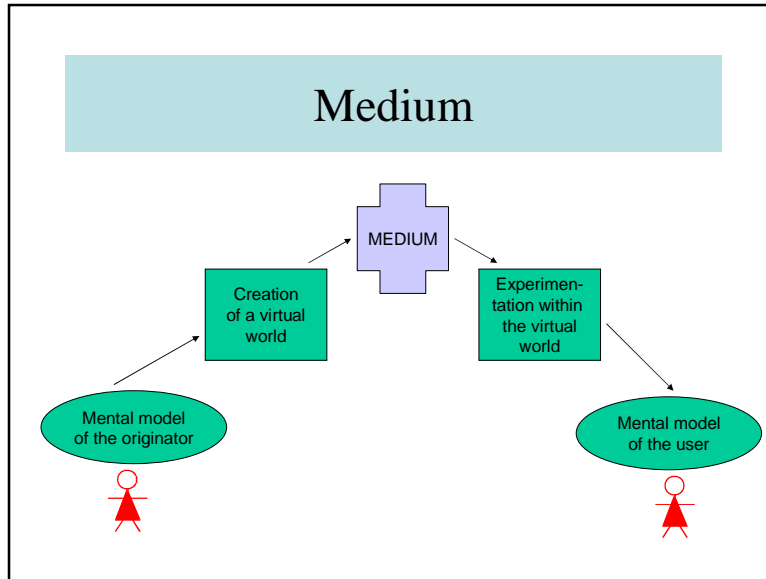 Medium
MEDIUM
Creation
of a virtual
world
Experimen-
tation within
the virtual
world
Mental model
of the originator
Mental model
of the user